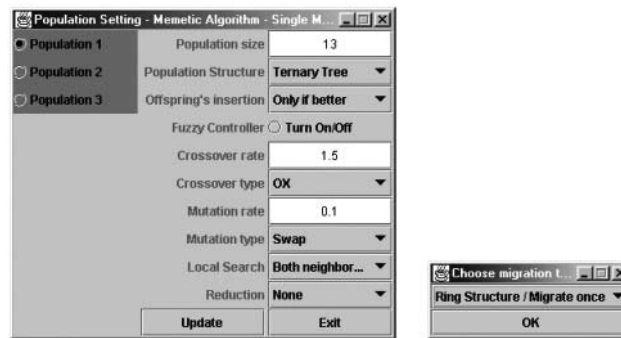 Population Setting - Memetic Algorithm - Single M...
Population 1
Population size 13
Population 2
Population Structure Ternary Tree
Population 3
Offspring's insertion Only if better
Fuzzy Controller Turn On/Off
Crossover rate 1.5
Crossover type OX
Mutation rate 0.1
Mutation type Swap
Local Search Both neighbor...
Reduction None
Update Exit
Choose migration t...
Ring Structure / Migrate once
OK